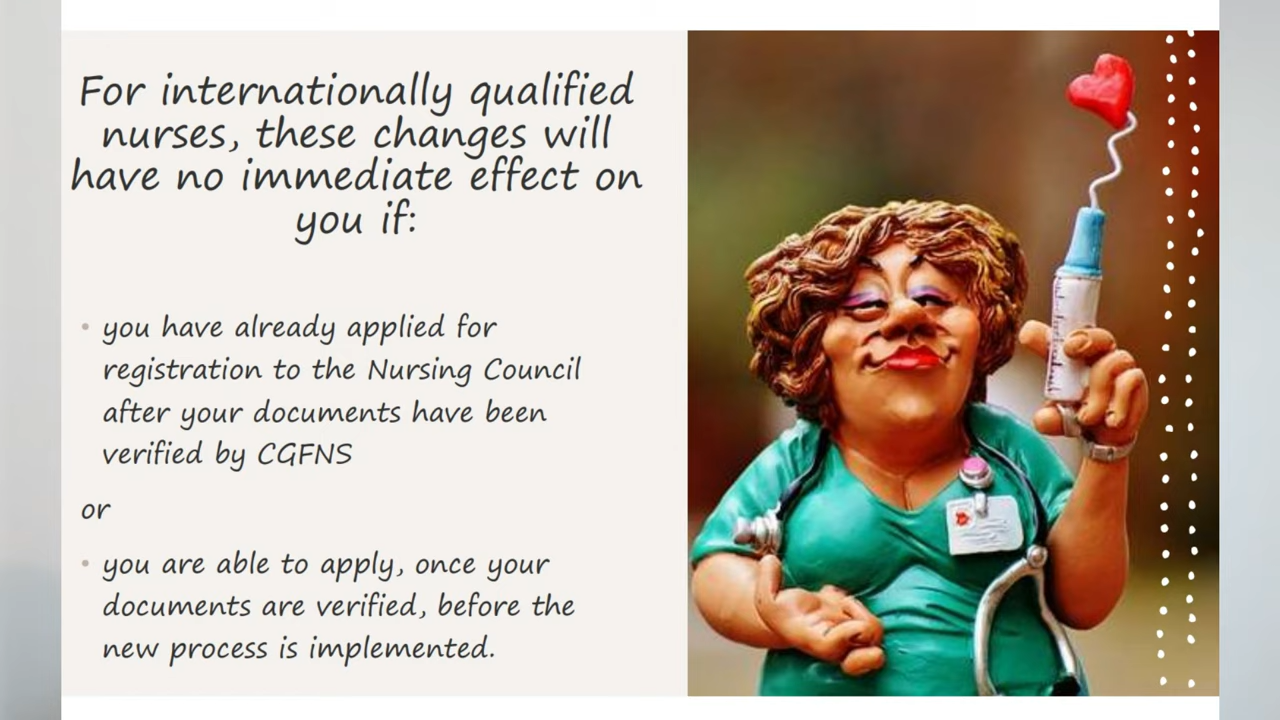 For internationally qualified
nurses, these changes will
have no immediate effect on
you if:
• you have already applied for
registration to the Nursing Council
after your documents have been
verified by CGFNS
or
• you are able to apply, once your
documents are verified, before the
new process is implemented.